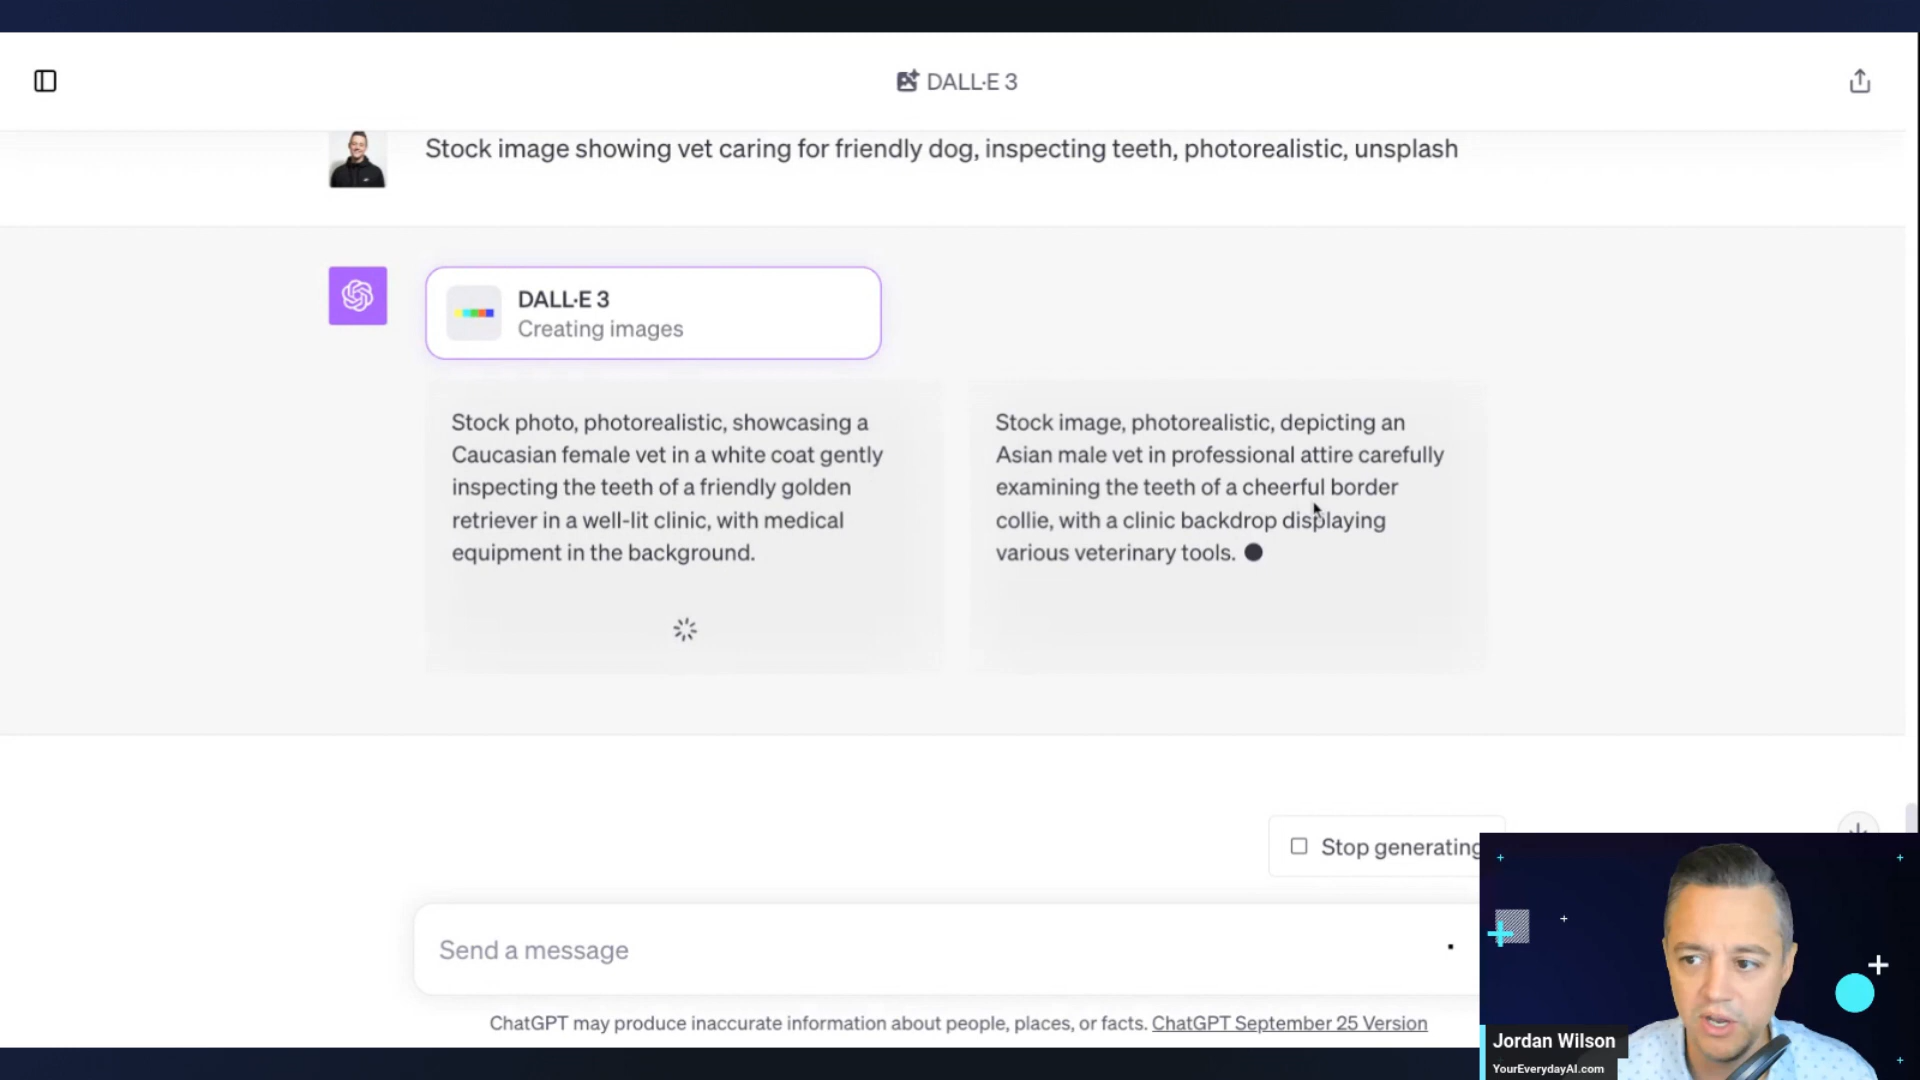 DALL·E 3
Stock image showing vet caring for friendly dog, inspecting teeth, photorealistic, unsplash
DALL·E 3
Creating images
Stock photo, photorealistic, showcasing a
Caucasian female vet in a white coat gently
inspecting the teeth of a friendly golden
retriever in a well-lit clinic, with medical
equipment in the background.
Stock image, photorealistic, depicting an
Asian male vet in professional attire carefully
examining the teeth of a cheerful border
collie, with a clinic backdrop displaying
various veterinary tools.
Stop generating
Send a message
ChatGPT may produce inaccurate information about people, places, or facts. ChatGPT September 25 Version
Jordan Wilson
YourEverydayAI.com